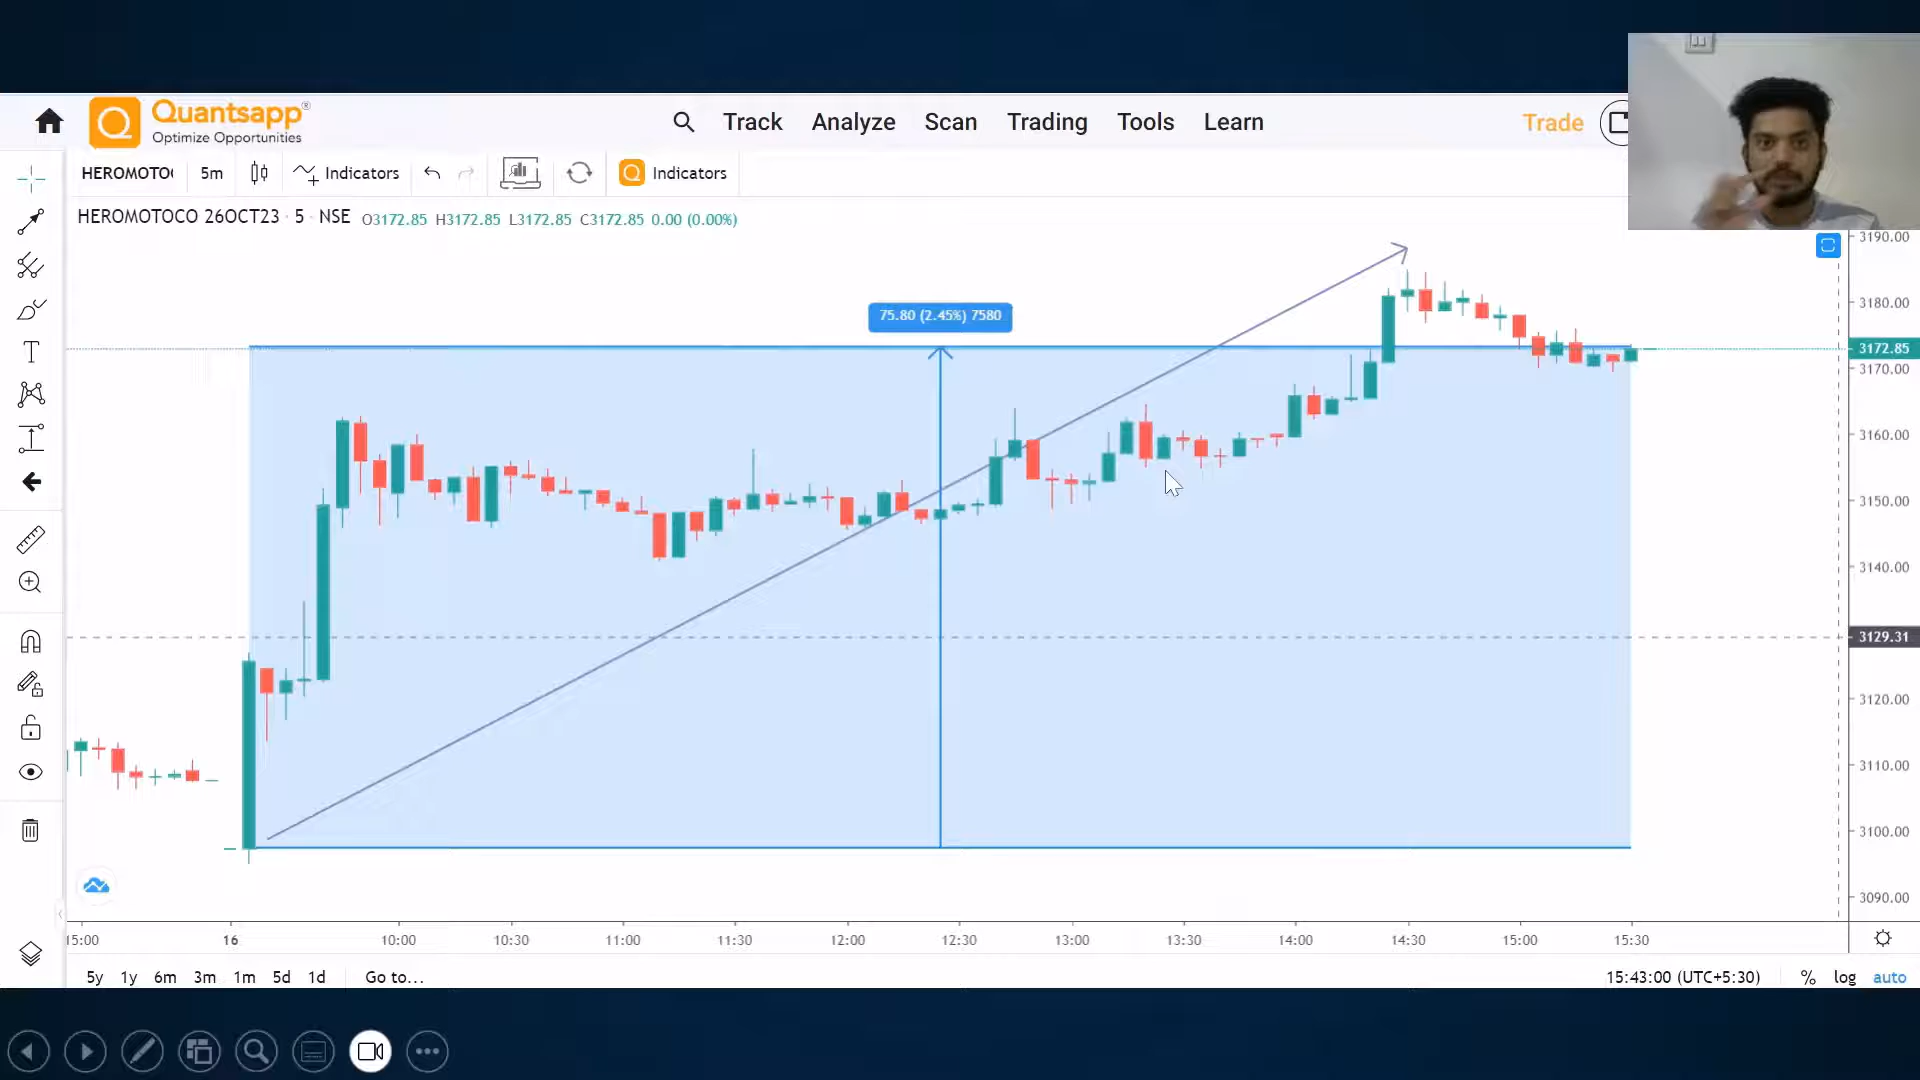 Quantsapp®
Optimize Opportunities
Track Analyze Scan Trading Tools Learn
Trade
HEROMOTO 5m Indicators Indicators
HEROMOTOCO 26OCT23 · 5 · NSE O3172.85 H3172.85 L3172.85 C3172.85 0.00 (0.00%)
3190.00
75.80 (2.45%) 7580
3180.00
3172.85
3170.00
3160.00
3150.00
3140.00
3129.31
3120.00
3110.00
3100.00
3090.00
15:00 16 10:00 10:30 11:00 11:30 12:00 12:30 13:00 13:30 14:00 14:30 15:00 15:30
5y 1y 6m 3m 1m 5d 1d Go to... 15:43:00 (UTC+5:30) % log auto